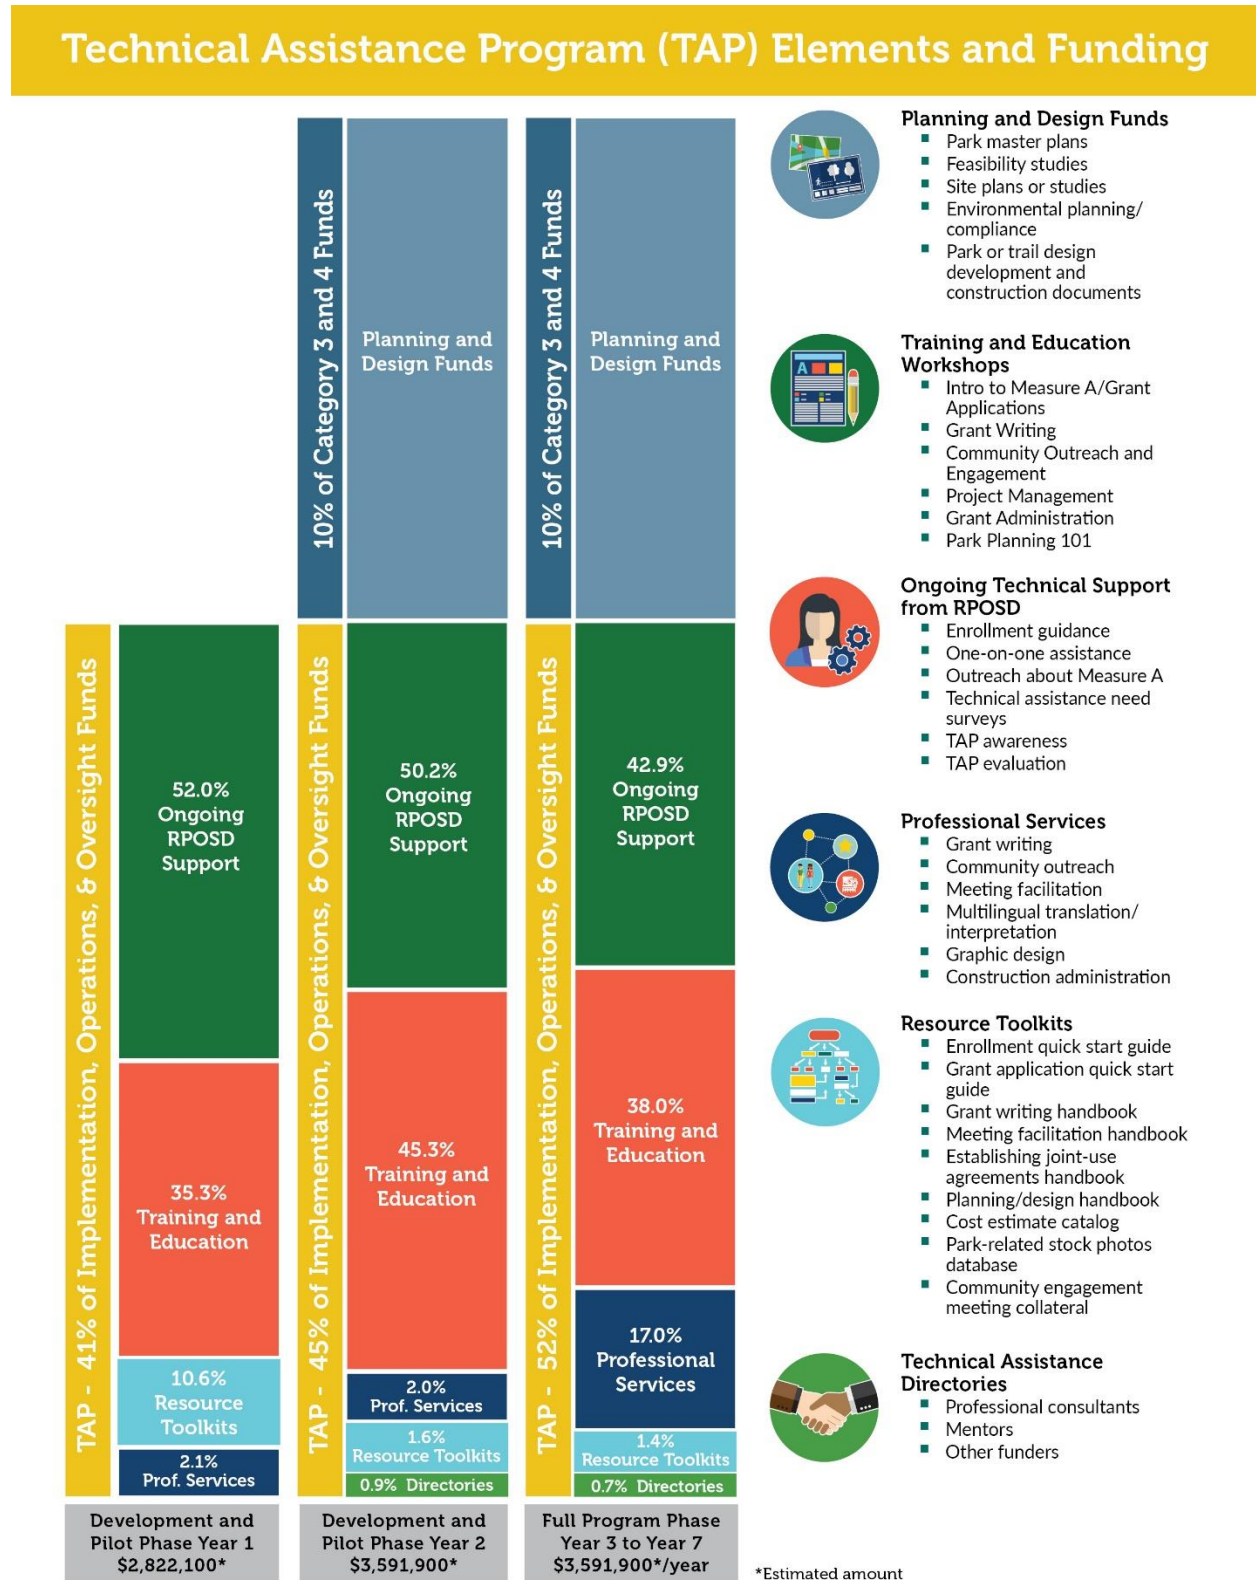 Technical Assistance Program (TAP) Elements and Funding
TAP - 41% of Implementation, Operations, & Oversight Funds
52.0%
Ongoing
RPOSD
Support
35.3%
Training and
Education
10.6%
Resource
Toolkits
2.1%
Prof. Services
Development and
Pilot Phase Year 1
$2,822,100*
10% of Category 3 and 4 Funds
TAP - 45% of Implementation, Operations, & Oversight Funds
Planning and
Design Funds
50.2%
Ongoing
RPOSD
Support
45.3%
Training and
Education
2.0%
Prof. Services
1.6%
Resource Toolkits
0.9% Directories
Development and
Pilot Phase Year 2
$3,591,900*
10% of Category 3 and 4 Funds
TAP - 52% of Implementation, Operations, & Oversight Funds
Planning and
Design Funds
42.9%
Ongoing
RPOSD
Support
38.0%
Training and
Education
17.0%
Professional
Services
1.4%
Resource Toolkits
0.7% Directories
Full Program Phase
Year 3 to Year 7
$3,591,900*/year
Planning and Design Funds
Park master plans
Feasibility studies
Site plans or studies
Environmental planning/
compliance
Park or trail design
development and
construction documents
Training and Education
Workshops
Intro to Measure A/Grant
Applications
Grant Writing
Community Outreach and
Engagement
Project Management
Grant Administration
Park Planning 101
Ongoing Technical Support
from RPOSD
Enrollment guidance
One-on-one assistance
Outreach about Measure A
Technical assistance need
surveys
TAP awareness
TAP evaluation
Professional Services
Grant writing
Community outreach
Meeting facilitation
Multilingual translation/
interpretation
Graphic design
Construction administration
Resource Toolkits
Enrollment quick start guide
Grant application quick start
guide
Grant writing handbook
Meeting facilitation handbook
Establishing joint-use
agreements handbook
Planning/design handbook
Cost estimate catalog
Park-related stock photos
database
Community engagement
meeting collateral
Technical Assistance
Directories
Professional consultants
Mentors
Other funders
*Estimated amount
A